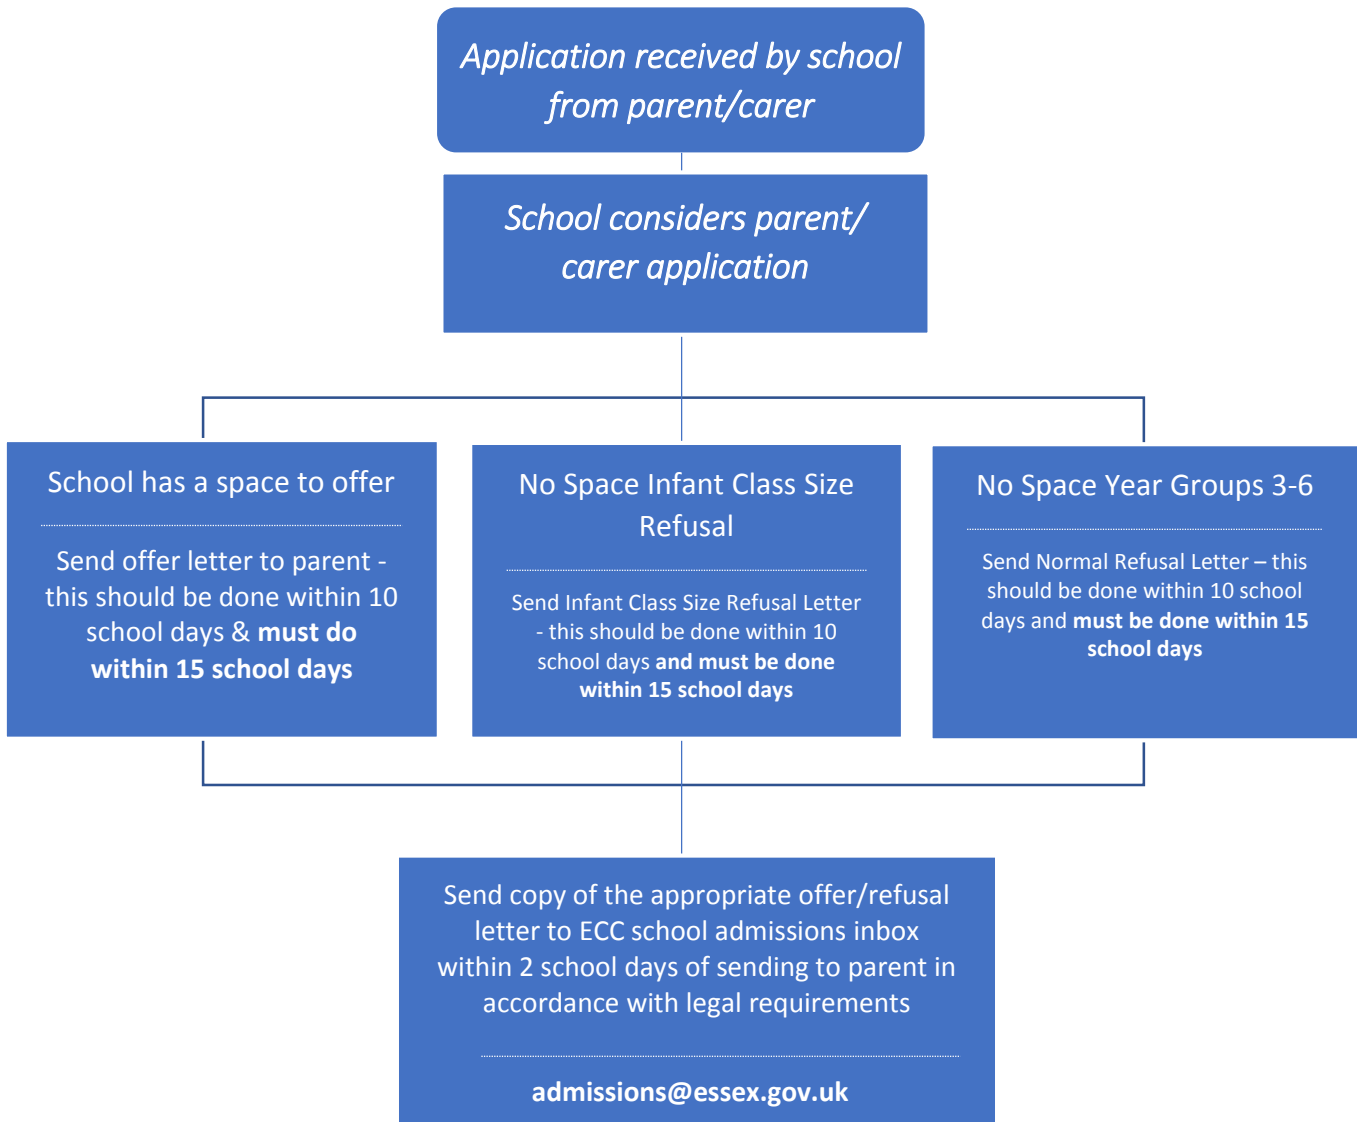 Application received by school
from parent/carer
School considers parent/
carer application
School has a space to offer
Send offer letter to parent -
this should be done within 10
school days & must do
within 15 school days
No Space Infant Class Size
Refusal
Send Infant Class Size Refusal Letter
- this should be done within 10
school days and must be done
within 15 school days
No Space Year Groups 3-6
Send Normal Refusal Letter – this
should be done within 10 school
days and must be done within 15
school days
Send copy of the appropriate offer/refusal
letter to ECC school admissions inbox
within 2 school days of sending to parent in
accordance with legal requirements
admissions@essex.gov.uk